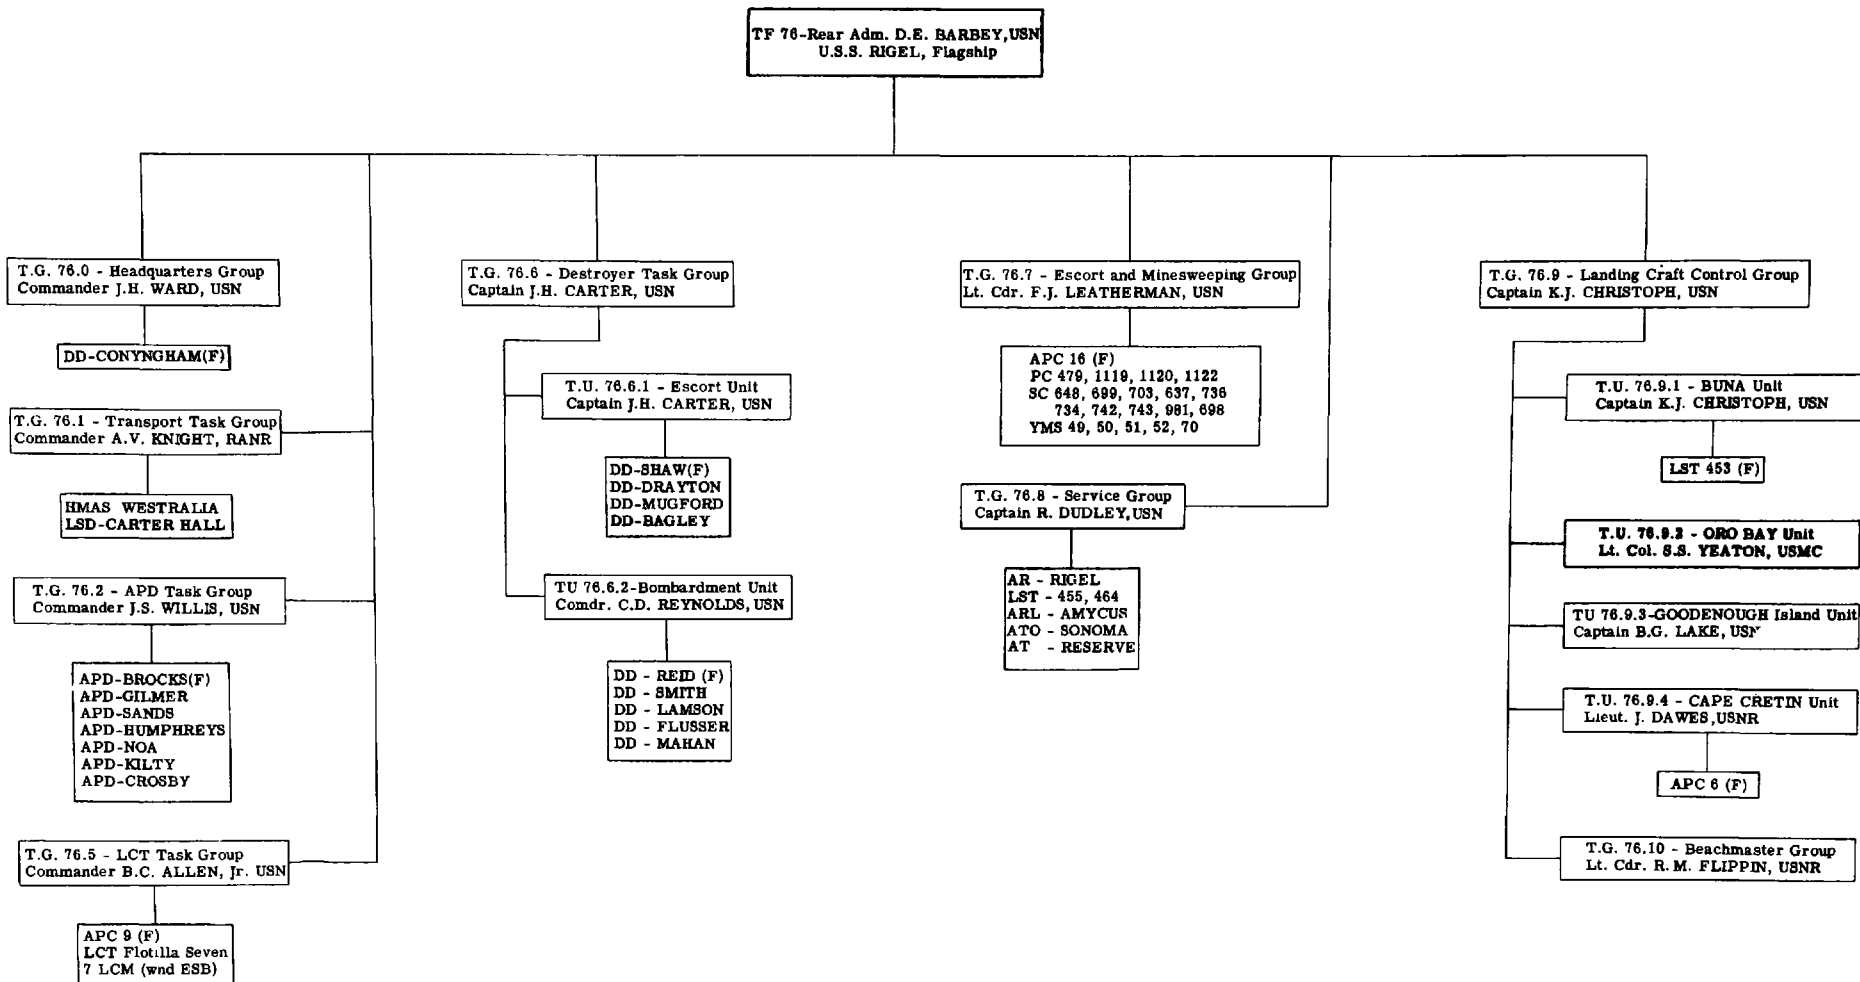 TF 76-Rear Adm. D.E. BARBEY,USN
U.S.S. RIGEL, Flagship
T.G. 76.0 - Headquarters Group
Commander J.H. WARD, USN
DD-CONYNGHAM(F)
T.G. 76.1 - Transport Task Group
Commander A.V. KNIGHT, RANR
HMAS WESTRALIA
LSD-CARTER HALL
T.G. 76.2 - APD Task Group
Commander J.S. WILLIS, USN
APD-BROCKS(F)
APD-GILMER
APD-SANDS
APD-HUMPHREYS
APD-NOA
APD-KILTY
APD-CROSBY
T.G. 76.5 - LCT Task Group
Commander B.C. ALLEN, Jr. USN
APC 9 (F)
LCT Flotilla Seven
7 LCM (wnd ESB)
T.G. 76.6 - Destroyer Task Group
Captain J.H. CARTER, USN
T.U. 76.6.1 - Escort Unit
Captain J.H. CARTER, USN
DD-SHAW(F)
DD-DRAYTON
DD-MUGFORD
DD-BAGLEY
TU 76.6.2-Bombardment Unit
Comdr. C.D. REYNOLDS, USN
DD - REID (F)
DD - SMITH
DD - LAMSON
DD - FLUSSER
DD - MAHAN
T.G. 76.7 - Escort and Minesweeping Group
Lt. Cdr. F.J. LEATHERMAN, USN
APC 16 (F)
PC 479, 1119, 1120, 1122
SC 648, 699, 703, 637, 736
734, 742, 743, 981, 698
YMS 49, 50, 51, 52, 70
T.G. 76.8 - Service Group
Captain R. DUDLEY,USN
AR - RIGEL
LST - 455, 464
ARL - AMYCUS
ATO - SONOMA
AT - RESERVE
T.G. 76.9 - Landing Craft Control Group
Captain K.J. CHRISTOPH, USN
T.U. 76.9.1 - BUNA Unit
Captain K.J. CHRISTOPH, USN
LST 453 (F)
T.U. 76.9.2 - ORO BAY Unit
Lt. Col. S.S. YEATON, USMC
TU 76.9.3-GOODENOUGH Island Unit
Captain B.G. LAKE, USN
T.U. 76.9.4 - CAPE CRETIN Unit
Lieut. J. DAWES,USNR
APC 6 (F)
T.G. 76.10 - Beachmaster Group
Lt. Cdr. R.M. FLIPPIN, USNR